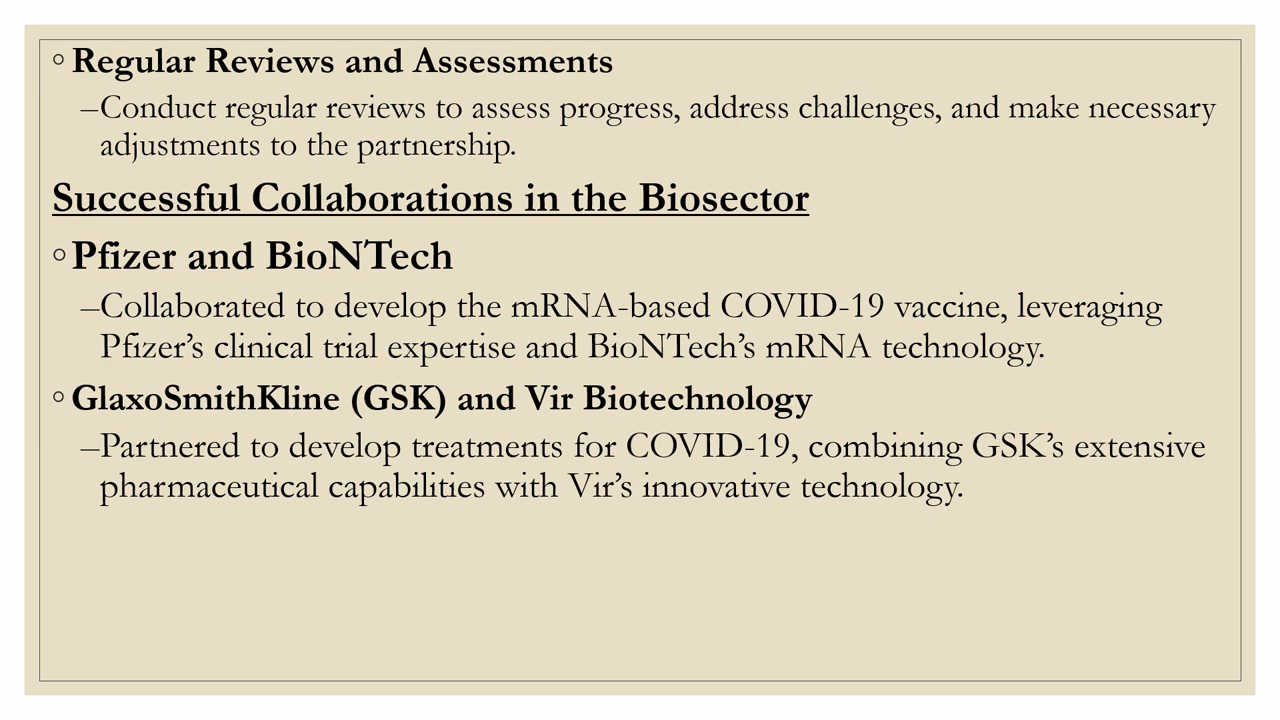 ◦ Regular Reviews and Assessments
–Conduct regular reviews to assess progress, address challenges, and make necessary
adjustments to the partnership.
Successful Collaborations in the Biosector
◦ Pfizer and BioNTech
–Collaborated to develop the mRNA-based COVID-19 vaccine, leveraging
Pfizer’s clinical trial expertise and BioNTech’s mRNA technology.
◦ GlaxoSmithKline (GSK) and Vir Biotechnology
–Partnered to develop treatments for COVID-19, combining GSK’s extensive
pharmaceutical capabilities with Vir’s innovative technology.